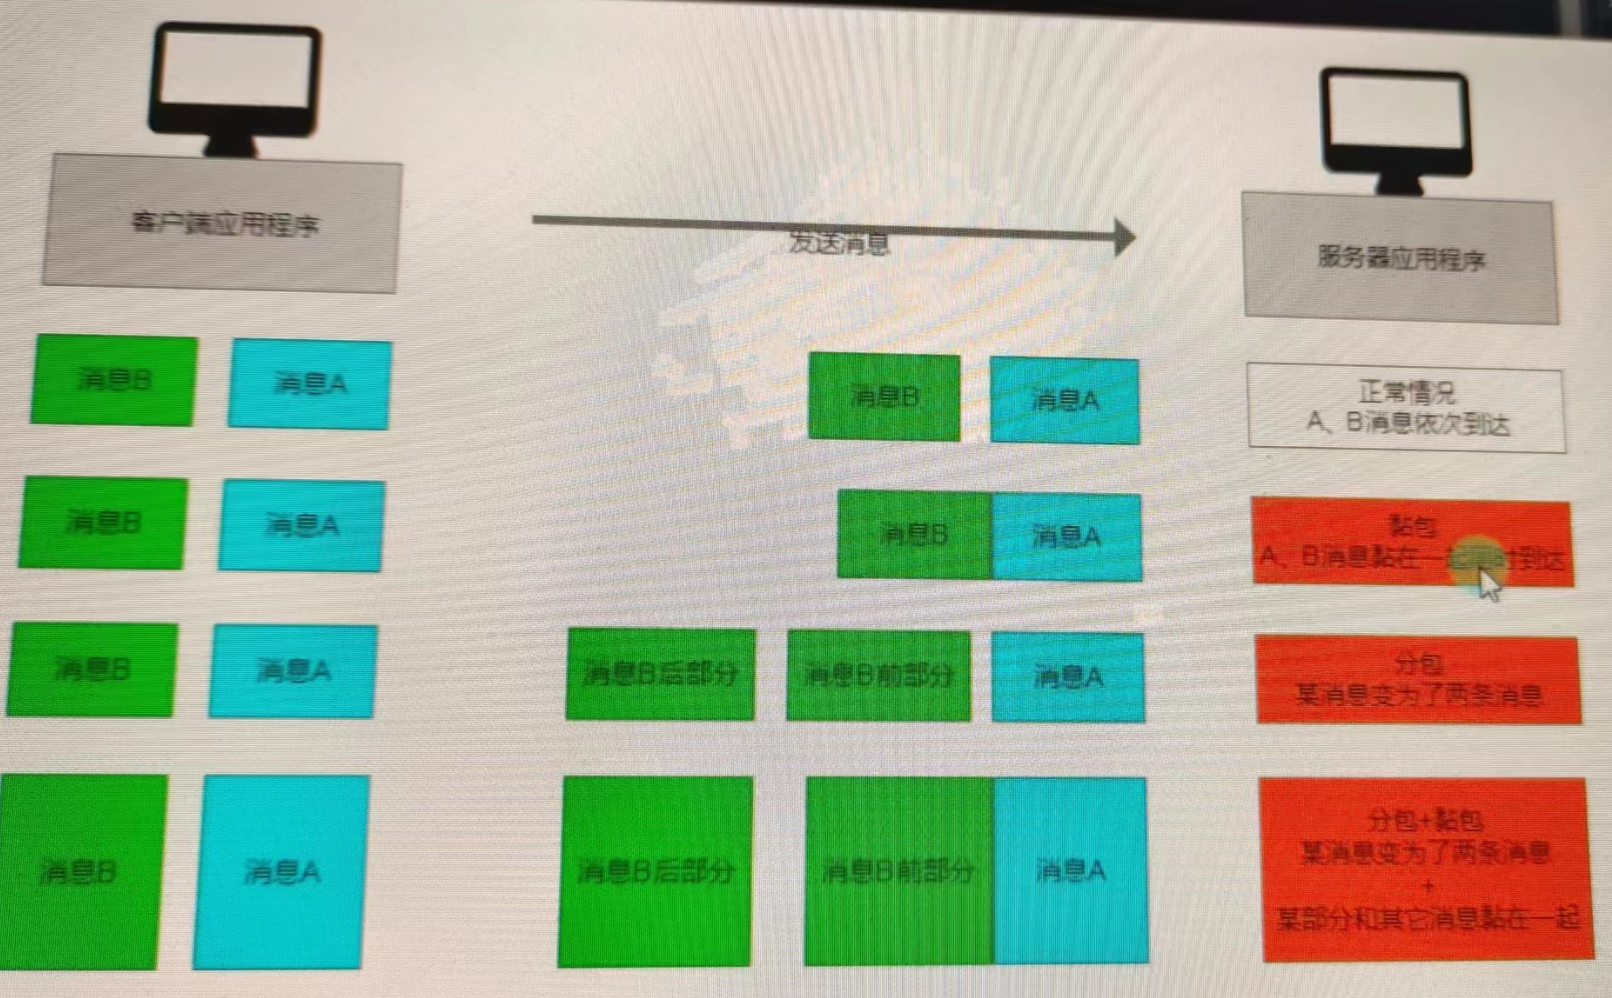 客户端应用程序
发送消息
服务器应用程序
消息B
消息A
消息B
消息A
正常情况
A、B消息依次到达
消息B
消息A
消息B
消息A
黏包
A、B消息黏在一起同时到达
消息B
消息A
消息B后部分
消息B前部分
消息A
分包
某消息变为了两条消息
消息B
消息A
消息B后部分
消息B前部分
消息A
分包+黏包
某消息变为了两条消息
+
某部分和其它消息黏在一起